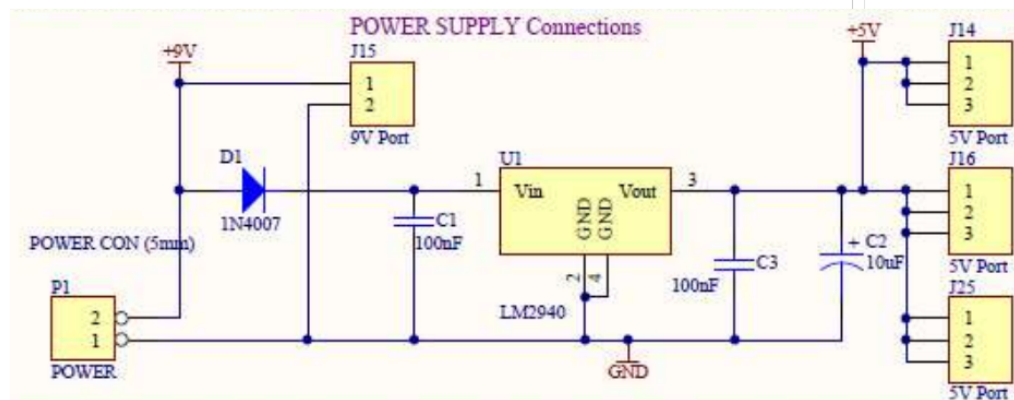 POWER SUPPLY Connections
+9V
J15
1
2
9V Port
+5V
J14
1
2
3
5V Port
D1
1N4007
C1
100nF
U1
1
Vin
Vout
3
GND
GND
2
4
LM2940
C3
100nF
+
C2
10uF
J16
1
2
3
5V Port
POWER CON (5mm)
P1
2
1
POWER
GND
J25
1
2
3
5V Port